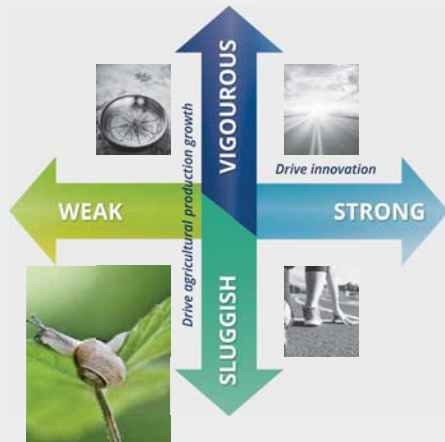 VIGOUROUS
Drive agricultural production growth
Drive innovation
WEAK
STRONG
SLUGGISH